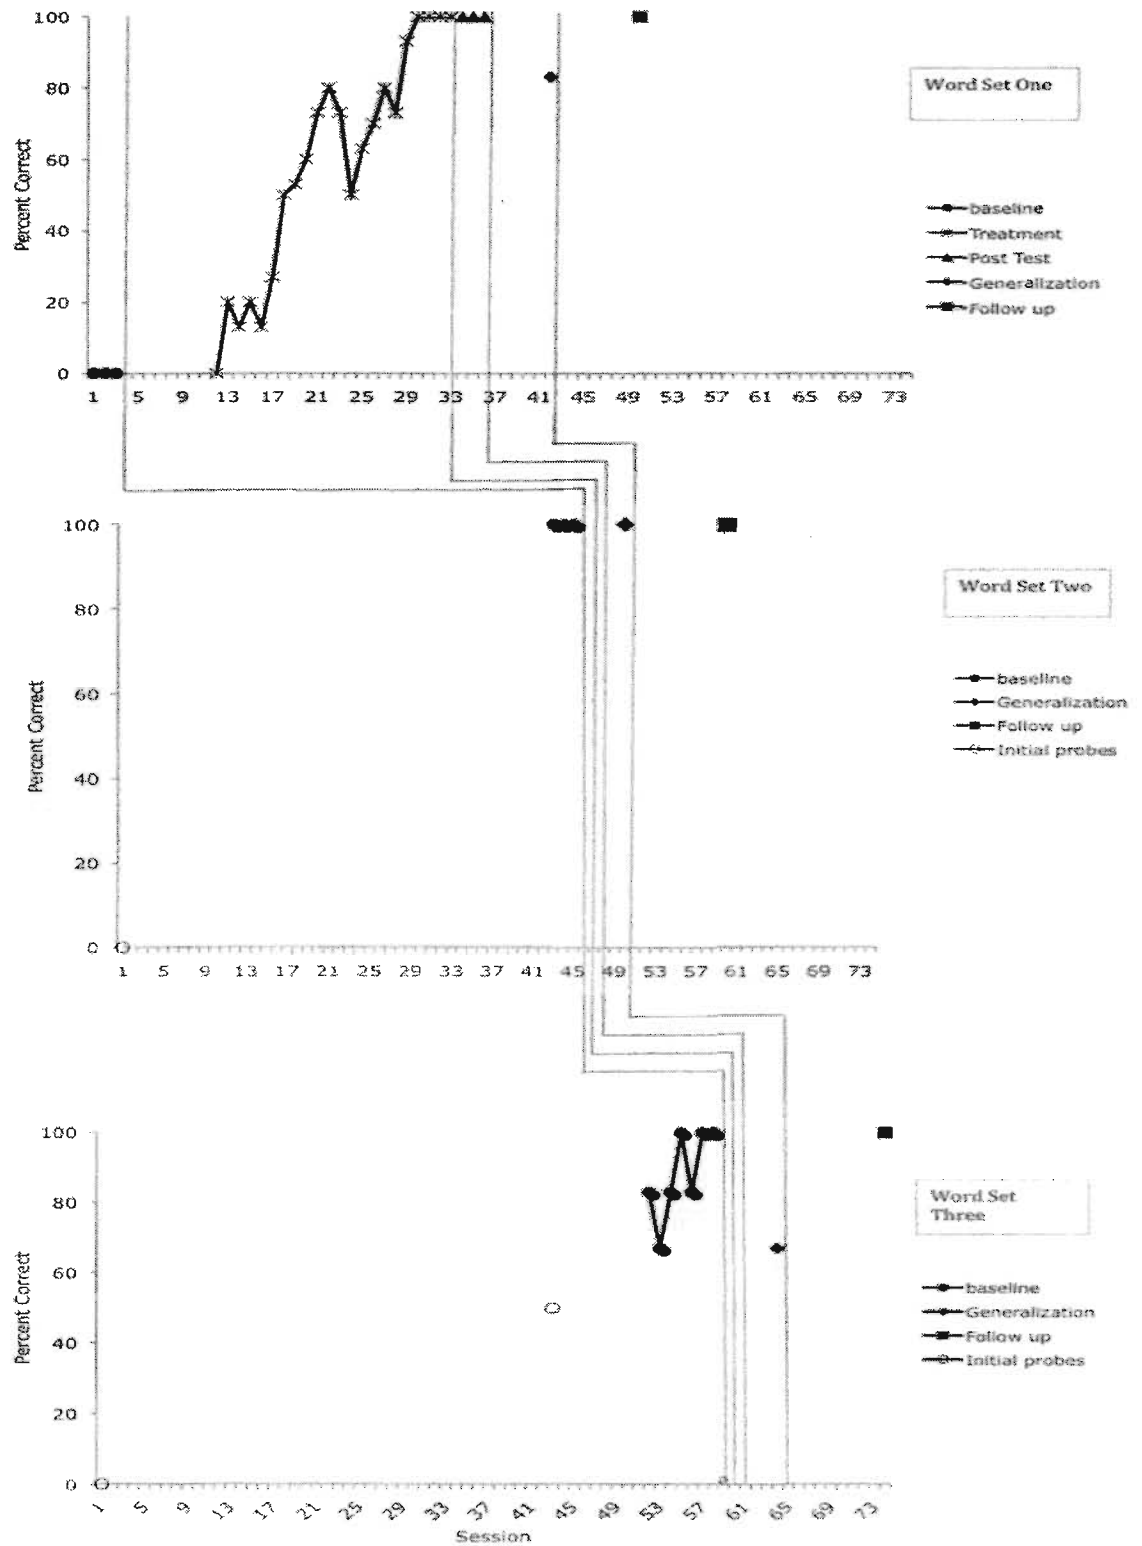 100
80
60
40
20
0
Percent Correct
1 5 9 13 17 21 25 29 33 37 41 45 49 53 57 61 65 69 73
Word Set One
baseline
Treatment
Post Test
Generalization
Follow up
100
80
60
40
20
0
Percent Correct
1 5 9 13 17 21 25 29 33 37 41 45 49 53 57 61 65 69 73
Word Set Two
baseline
Generalization
Follow up
Initial probes
100
80
60
40
20
0
Percent Correct
1 5 9 13 17 21 25 29 33 37 41 45 49 53 57 61 65 69 73
Session
Word Set
Three
baseline
Generalization
Follow up
Initial probes